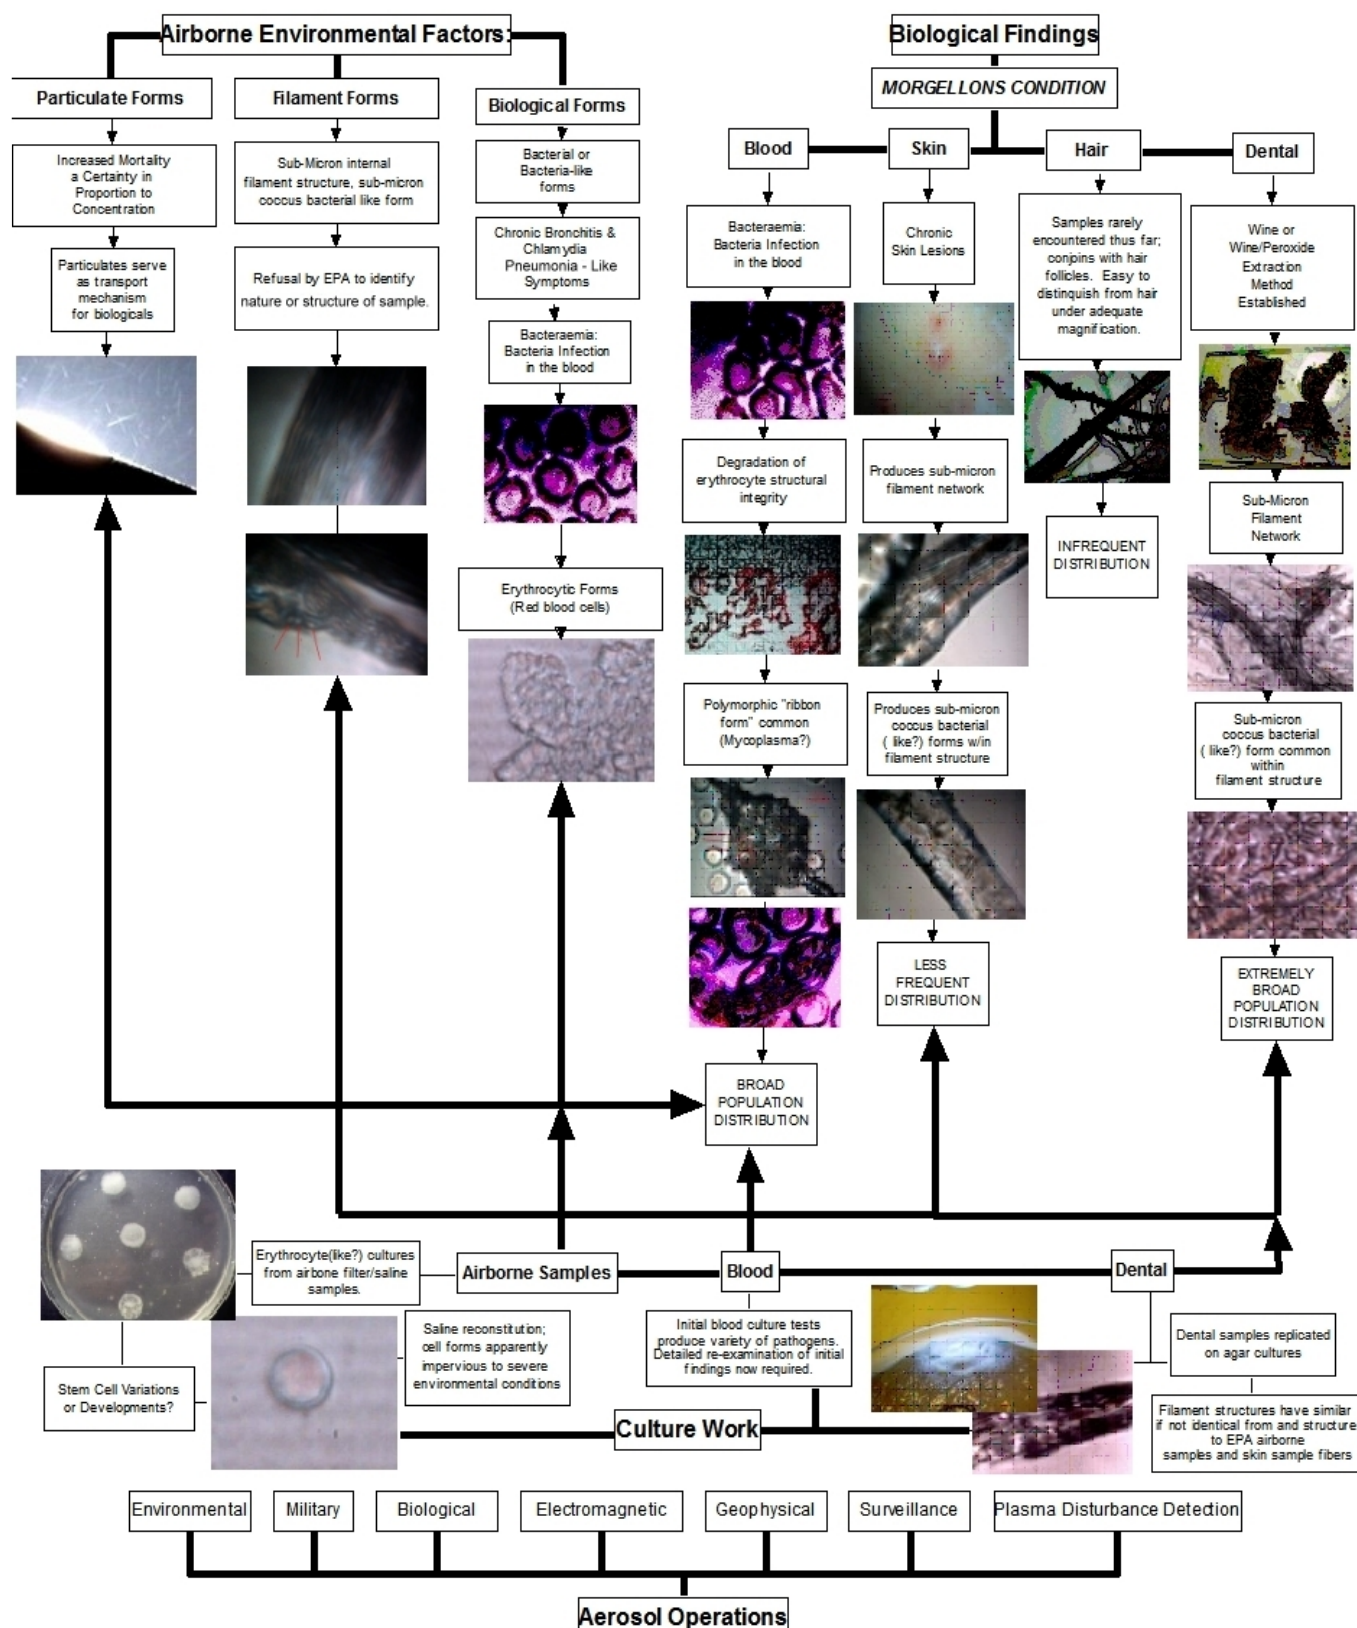 Airborne Environmental Factors:
Particulate Forms
Increased Mortality
a Certainty in
Proportion to
Concentration
Particulates serve
as transport
mechanism
for biologicals
Filament Forms
Sub-Micron internal
filament structure, sub-micron
coccus bacterial like form
Refusal by EPA to identify
nature or structure of sample.
Biological Forms
Bacterial or
Bacteria-like
forms
Chronic Bronchitis &
Chlamydia
Pneumonia - Like
Symptoms
Bacteraemia:
Bacteria Infection
in the blood
Erythrocytic Forms
(Red blood cells)
Biological Findings
MORGELLONS CONDITION
Blood
Bacteraemia:
Bacteria Infection
in the blood
Degradation of
erythrocyte structural
integrity
Polymorphic "ribbon
form" common
(Mycoplasma?)
BROAD
POPULATION
DISTRIBUTION
Skin
Chronic
Skin Lesions
Produces sub-micron
filament network
Produces sub-micron
coccus bacterial
( like?) forms w/in
filament structure
LESS
FREQUENT
DISTRIBUTION
Hair
Samples rarely
encountered thus far;
conjoins with hair
follicles. Easy to
distinquish from hair
under adequate
magnification.
INFREQUENT
DISTRIBUTION
Dental
Wine or
Wine/Peroxide
Extraction
Method
Established
Sub-Micron
Filament
Network
Sub-micron
coccus bacterial
( like?) form common
within
filament structure
EXTREMELY
BROAD
POPULATION
DISTRIBUTION
Erythrocyte(like?) cultures
from airbone filter/saline
samples.
Airborne Samples
Blood
Dental
Stem Cell Variations
or Developments?
Saline reconstitution;
cell forms apparently
impervious to severe
environmental conditions
Initial blood culture tests
produce variety of pathogens.
Detailed re-examination of initial
findings now required.
Dental samples replicated
on agar cultures
Filament structures have similar
if not identical from and structure
to EPA airborne
samples and skin sample fibers
Culture Work
Environmental
Military
Biological
Electromagnetic
Geophysical
Surveillance
Plasma Disturbance Detection
Aerosol Operations